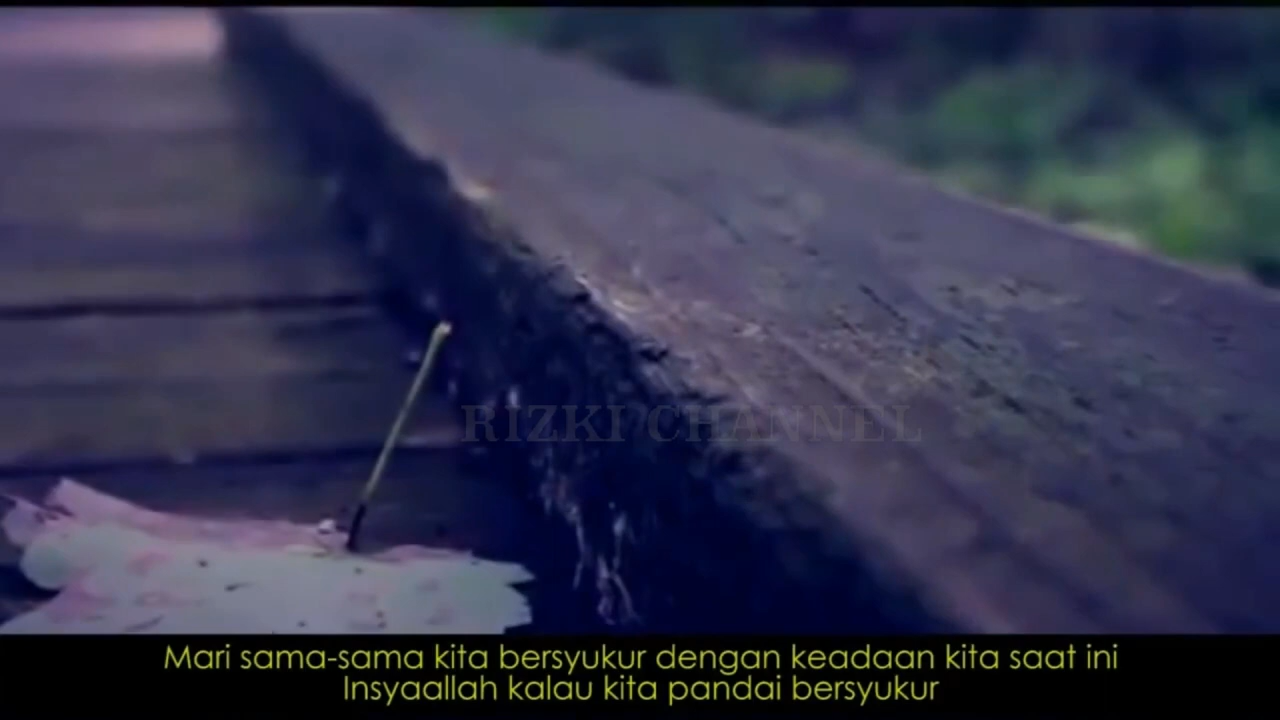 RIZKI CHANNEL
Mari sama-sama kita bersyukur dengan keadaan kita saat ini
Insyaallah kalau kita pandai bersyukur